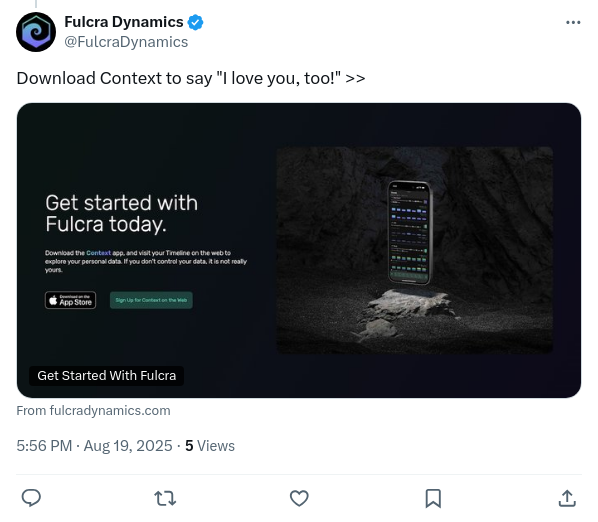 Fulcra Dynamics
@FulcraDynamics
Download Context to say "I love you, too!" >>
Get started with
Fulcra today.
Download the Context app, and visit your Timeline on the web to
explore your personal data. If you don't control your data, it is not really
yours.
Download on the
App Store
Sign Up for Context on the Web
Get Started With Fulcra
From fulcradynamics.com
5:56 PM · Aug 19, 2025 · 5 Views